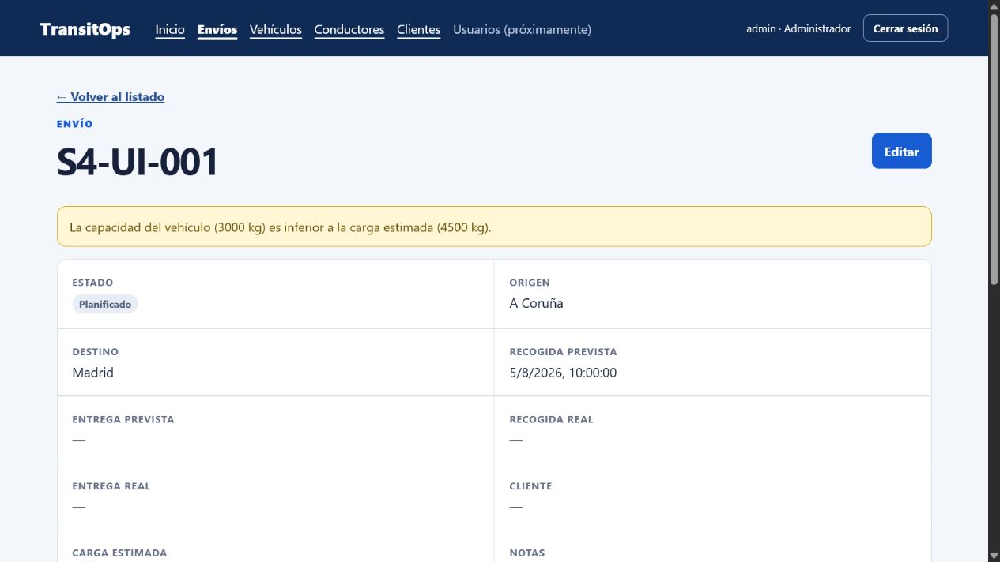 TransitOps Inicio Envíos Vehículos Conductores Clientes Usuarios (próximamente) admin · Administrador Cerrar sesión
← Volver al listado
ENVÍO
S4-UI-001
Editar
La capacidad del vehículo (3000 kg) es inferior a la carga estimada (4500 kg).
ESTADO
Planificado
ORIGEN
A Coruña
DESTINO
Madrid
RECOGIDA PREVISTA
5/8/2026, 10:00:00
ENTREGA PREVISTA
—
RECOGIDA REAL
—
ENTREGA REAL
—
CLIENTE
—
CARGA ESTIMADA
NOTAS